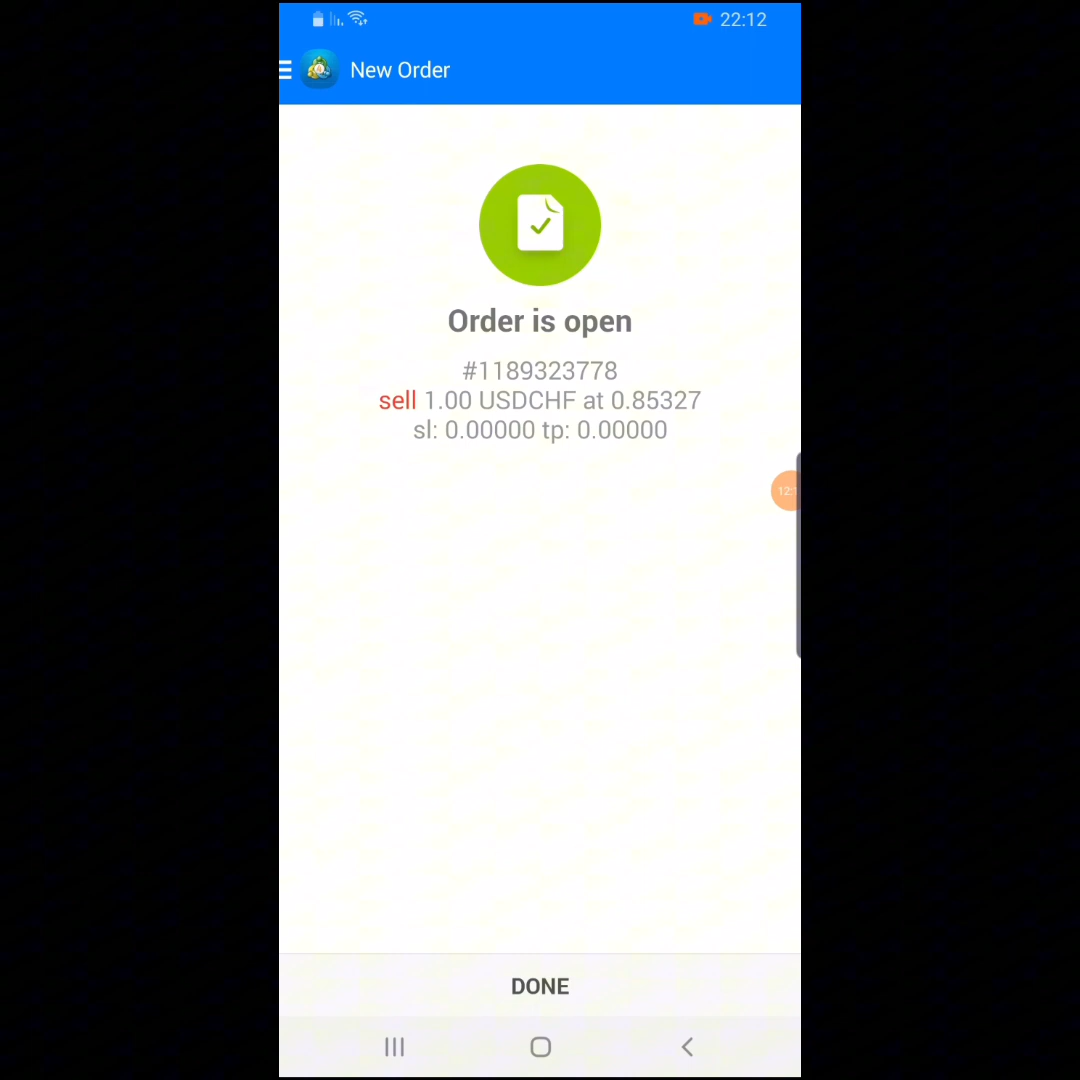 22:12
New Order
Order is open
#1189323778
sell 1.00 USDCHF at 0.85327
sl: 0.00000 tp: 0.00000
DONE